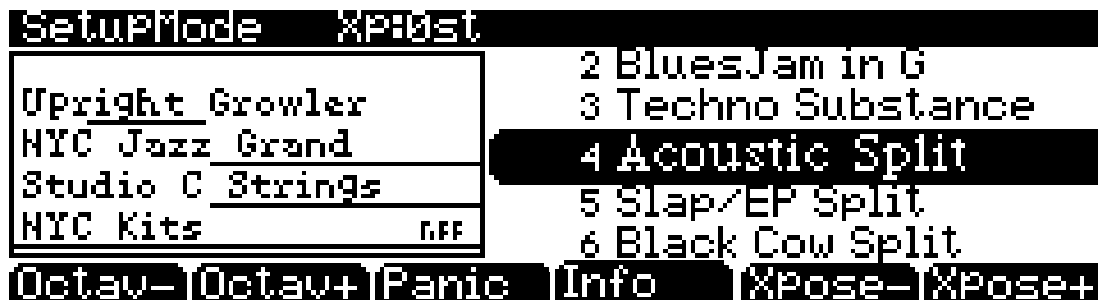 SetupMode Xp:0st
Upright Growler
NYC Jazz Grand
Studio C Strings
NYC Kits OFF
2 BluesJam in G
3 Techno Substance
4 Acoustic Split
5 Slap/EP Split
6 Black Cow Split
Octav- Octav+ Panic Info Xpose- Xpose+